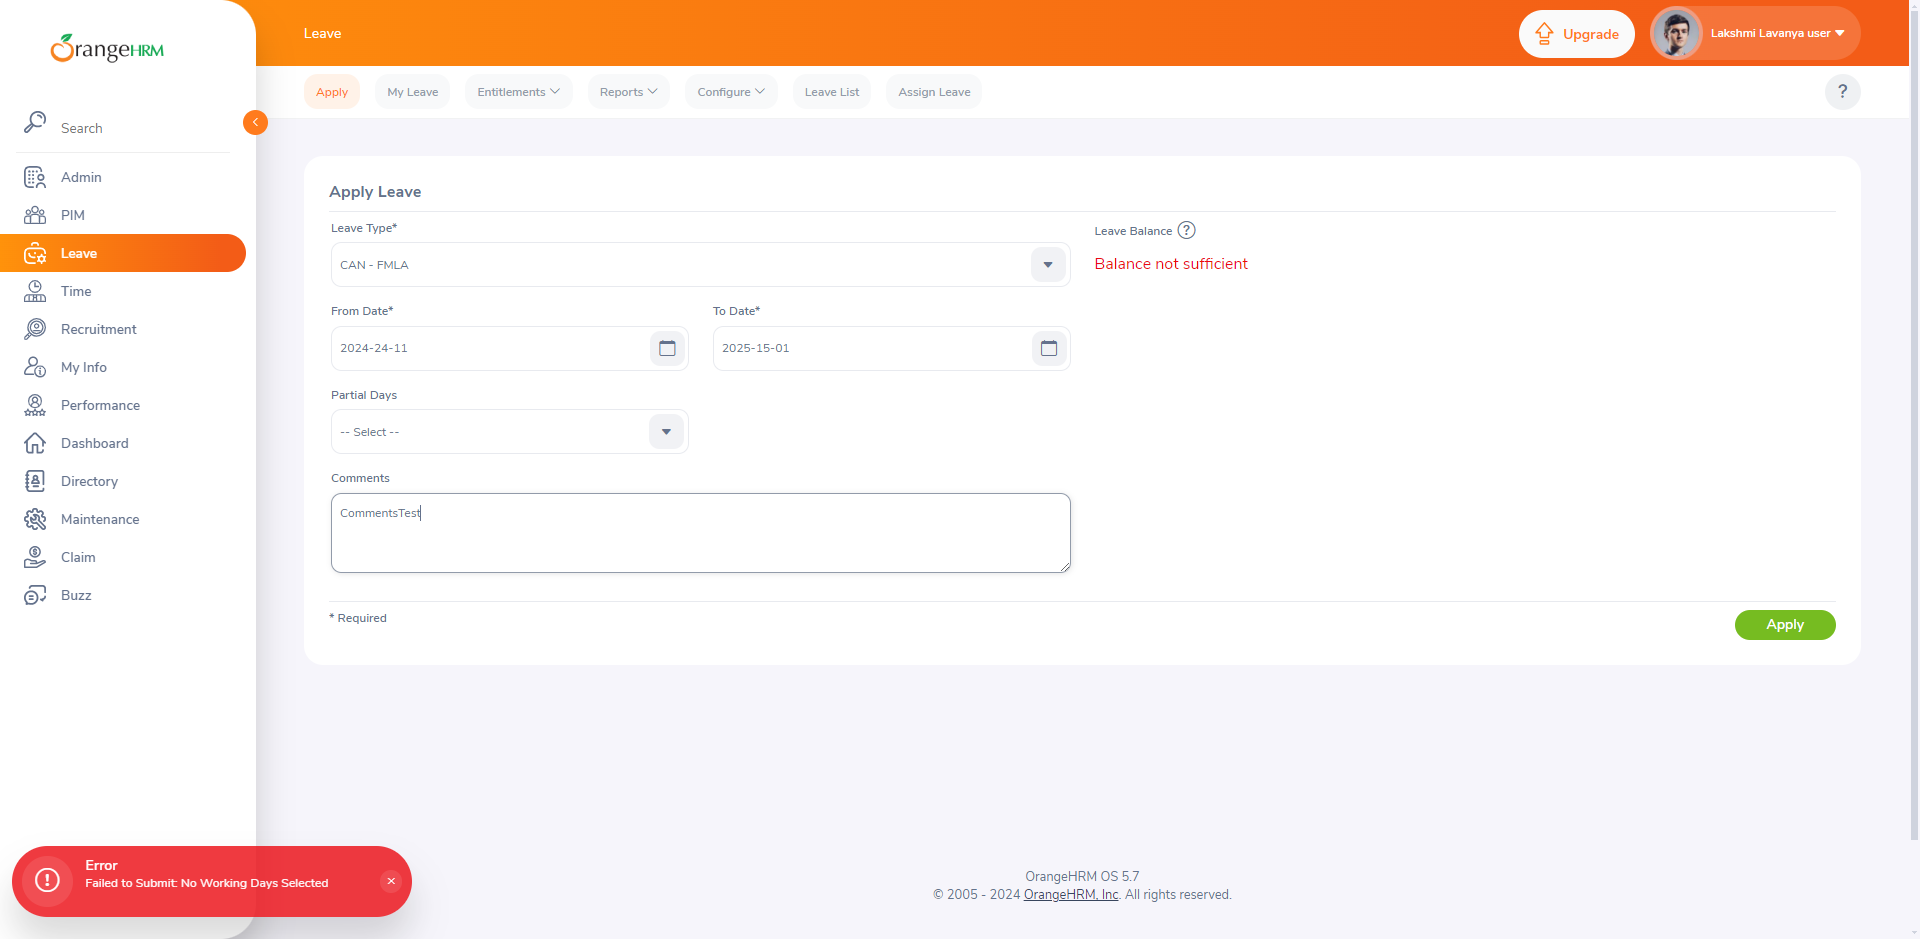 OrangeHRM
Leave
Upgrade
Lakshmi Lavanya user
Apply
My Leave
Entitlements
Reports
Configure
Leave List
Assign Leave
?
Search
Admin
PIM
Leave
Time
Recruitment
My Info
Performance
Dashboard
Directory
Maintenance
Claim
Buzz
Apply Leave
Leave Type*
CAN - FMLA
Leave Balance ?
Balance not sufficient
From Date*
2024-24-11
To Date*
2025-15-01
Partial Days
-- Select --
Comments
CommentsTest
* Required
Apply
Error
Failed to Submit: No Working Days Selected
OrangeHRM OS 5.7
© 2005 - 2024 OrangeHRM, Inc. All rights reserved.